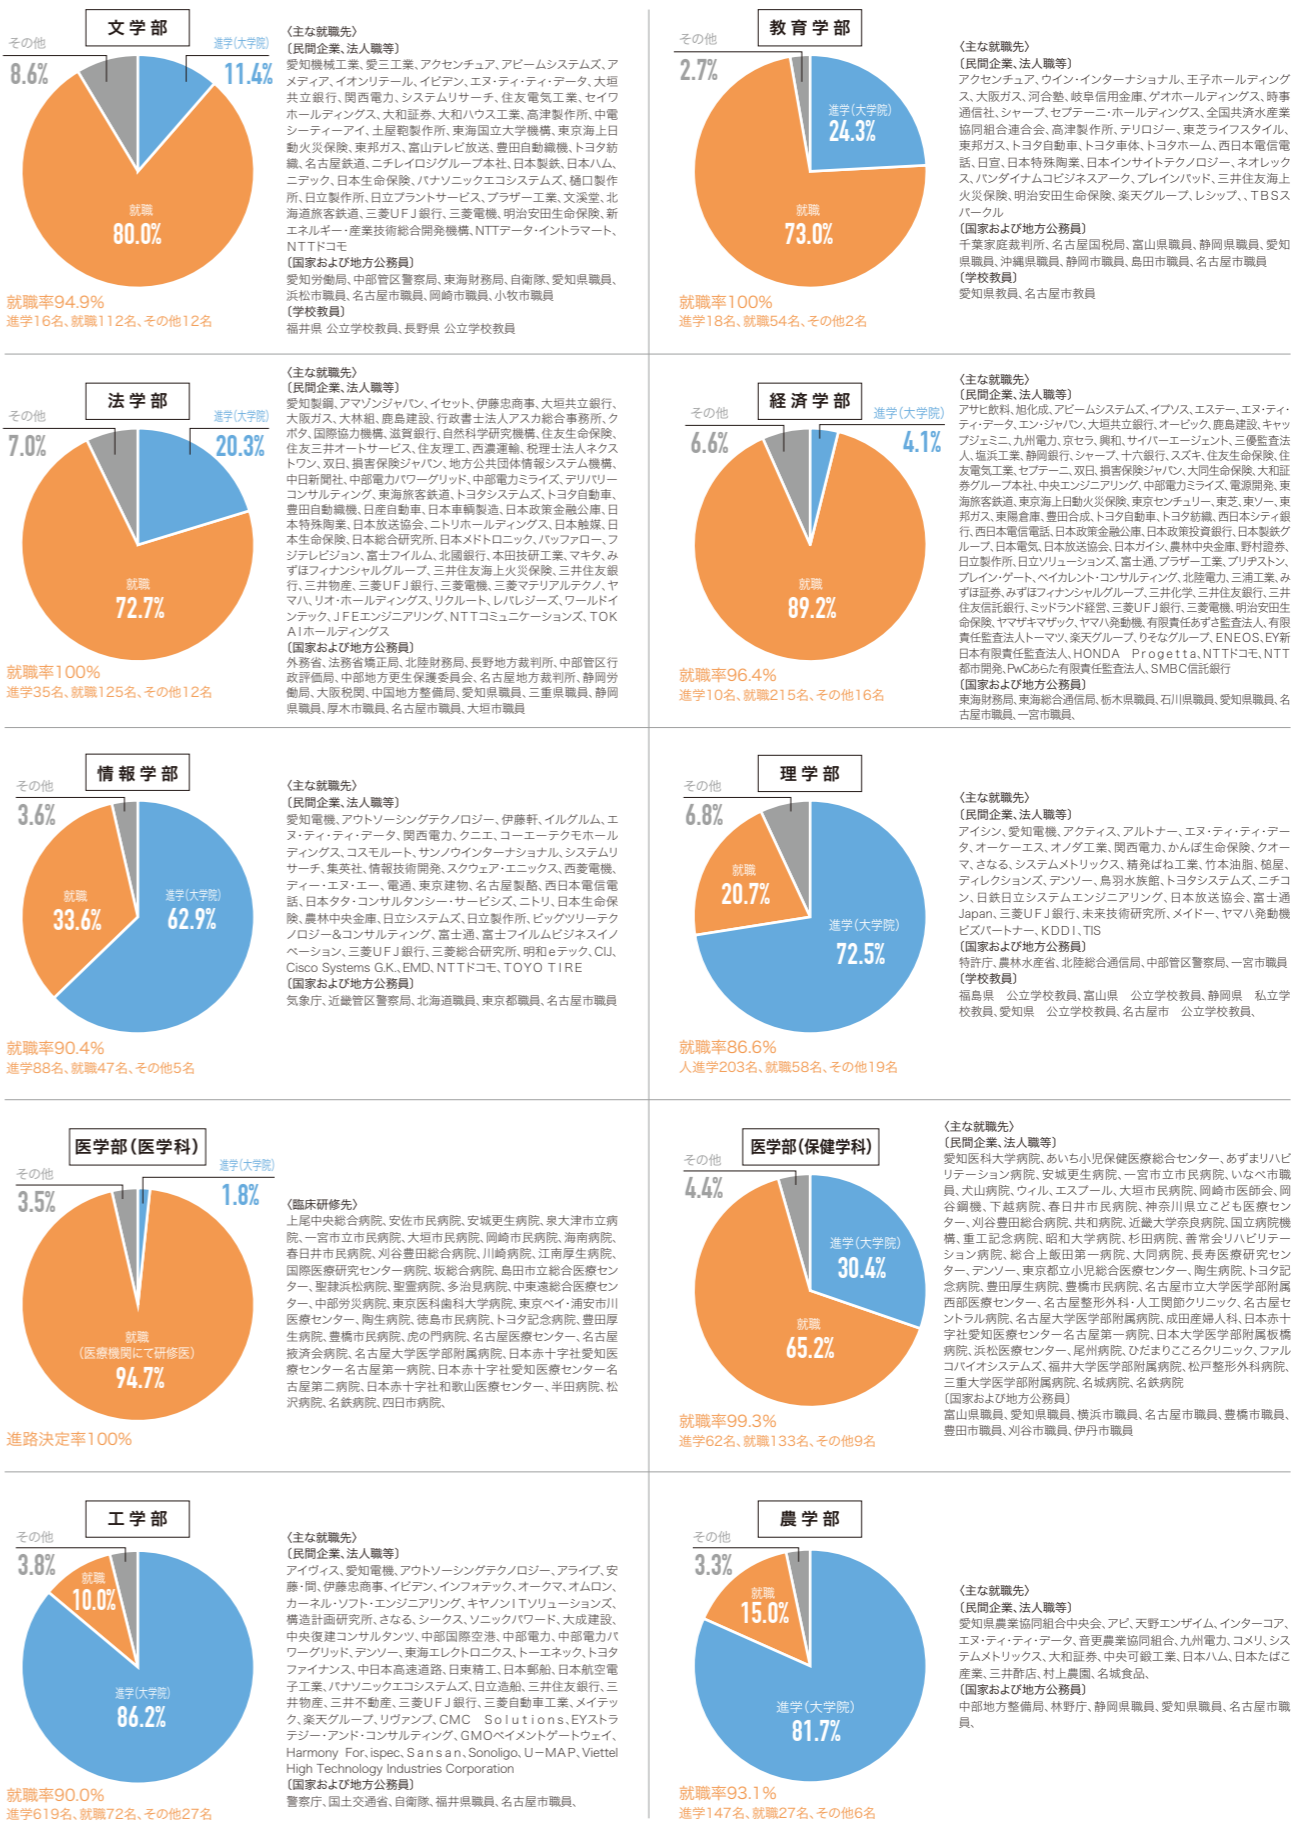 文学部
その他
8.6%
進学(大学院)
11.4%
就職
80.0%
就職率94.9%
進学16名、就職112名、その他12名
〈主な就職先〉
〔民間企業、法人職等〕
愛知機械工業、愛三工業、アクセンチュア、アビームシステムズ、ア
メディア、イオンリテール、イビデン、エヌ・ティ・ティ・データ、大垣
共立銀行、関西電力、システムリサーチ、住友電気工業、セイワ
ホールディングス、大和証券、大和ハウス工業、高津製作所、中電
シーティーアイ、土屋鞄製作所、東海国立大学機構、東京海上日
動火災保険、東邦ガス、富山テレビ放送、豊田自動織機、トヨタ紡
織、名古屋鉄道、ニチレイロジグループ本社、日本製鉄、日本ハム、
ニデック、日本生命保険、パナソニックエコシステムズ、樋口製作
所、日立製作所、日立プラントサービス、ブラザー工業、文溪堂、北
海道旅客鉄道、三菱UFJ銀行、三菱電機、明治安田生命保険、新
エネルギー・産業技術総合開発機構、NTTデータ・イントラマート、
NTTドコモ
〔国家および地方公務員〕
愛知労働局、中部管区警察局、東海財務局、自衛隊、愛知県職員、
浜松市職員、名古屋市職員、岡崎市職員、小牧市職員
〔学校教員〕
福井県 公立学校教員、長野県 公立学校教員
教育学部
その他
2.7%
進学(大学院)
24.3%
就職
73.0%
就職率100%
進学18名、就職54名、その他2名
〈主な就職先〉
〔民間企業、法人職等〕
アクセンチュア、ウイン・インターナショナル、王子ホールディング
ス、大阪ガス、河合塾、岐阜信用金庫、ゲオホールディングス、時事
通信社、シャープ、セプテーニ・ホールディングス、全国共済水産業
協同組合連合会、高津製作所、テリロジー、東芝ライフスタイル、
東邦ガス、トヨタ自動車、トヨタ車体、トヨタホーム、西日本電信電
話、日宣、日本特殊陶業、日本インサイトテクノロジー、ネオレック
ス、バンダイナムコビジネスアーク、ブレインパッド、三井住友海上
火災保険、明治安田生命保険、楽天グループ、レシップ、、TBSス
パークル
〔国家および地方公務員〕
千葉家庭裁判所、名古屋国税局、富山県職員、静岡県職員、愛知
県職員、沖縄県職員、静岡市職員、島田市職員、名古屋市職員
〔学校教員〕
愛知県教員、名古屋市教員
法学部
その他
7.0%
進学(大学院)
20.3%
就職
72.7%
就職率100%
進学35名、就職125名、その他12名
〈主な就職先〉
〔民間企業、法人職等〕
愛知製鋼、アマゾンジャパン、イセット、伊藤忠商事、大垣共立銀行、
大阪ガス、大林組、鹿島建設、行政書士法人アスカ総合事務所、ク
ボタ、国際協力機構、滋賀銀行、自然科学研究機構、住友生命保険、
住友三井オートサービス、住友理工、西濃運輸、税理士法人ネクス
トワン、双日、損害保険ジャパン、地方公共団体情報システム機構、
中日新聞社、中部電力パワーグリッド、中部電力ミライズ、デリバリー
コンサルティング、東海旅客鉄道、トヨタシステムズ、トヨタ自動車、
豊田自動織機、日産自動車、日本車輌製造、日本政策金融公庫、日
本特殊陶業、日本放送協会、ニトリホールディングス、日本触媒、日
本生命保険、日本総合研究所、日本メドトロニック、バッファロー、フ
ジテレビジョン、富士フイルム、北國銀行、本田技研工業、マキタ、み
ずほフィナンシャルグループ、三井住友海上火災保険、三井住友銀
行、三井物産、三菱UFJ銀行、三菱電機、三菱マテリアルテクノ、ヤ
マハ、リオ・ホールディングス、リクルート、レバレジーズ、ワールドイ
ンテック、JFEエンジニアリング、NTTコミュニケーションズ、TOK
AIホールディングス
〔国家および地方公務員〕
外務省、法務省矯正局、北陸財務局、長野地方裁判所、中部管区行
政評価局、中部地方更生保護委員会、名古屋地方裁判所、静岡労
働局、大阪税関、中国地方整備局、愛知県職員、三重県職員、静岡
県職員、厚木市職員、名古屋市職員、大垣市職員
経済学部
その他
6.6%
進学(大学院)
4.1%
就職
89.2%
就職率96.4%
進学10名、就職215名、その他16名
〈主な就職先〉
〔民間企業、法人職等〕
アサヒ飲料、旭化成、アビームシステムズ、イプソス、エステー、エヌ・ティ・
ティ・データ、エン・ジャパン、大垣共立銀行、オービック、鹿島建設、キャッ
プジェミニ、九州電力、京セラ、興和、サイバーエージェント、三優監査法
人、塩浜工業、静岡銀行、シャープ、十六銀行、スズキ、住友生命保険、住
友電気工業、セプテーニ、双日、損害保険ジャパン、大同生命保険、大和証
券グループ本社、中央エンジニアリング、中部電力ミライズ、電源開発、東
海旅客鉄道、東京海上日動火災保険、東京センチュリー、東芝、東ソー、東
邦ガス、東陽倉庫、豊田合成、トヨタ自動車、トヨタ紡織、西日本シティ銀
行、西日本電信電話、日本政策金融公庫、日本政策投資銀行、日本製鉄グ
ループ、日本電気、日本放送協会、日本ガイシ、農林中央金庫、野村證券、
日立製作所、日立ソリューションズ、富士通、ブラザー工業、ブリヂストン、
ブレイン・ゲート、ベイカレント・コンサルティング、北陸電力、三浦工業、み
ずほ証券、みずほフィナンシャルグループ、三井化学、三井住友銀行、三井
住友信託銀行、ミッドランド経営、三菱UFJ銀行、三菱電機、明治安田生
命保険、ヤマザキマザック、ヤマハ発動機、有限責任あずさ監査法人、有限
責任監査法人トーマツ、楽天グループ、りそなグループ、ENEOS、EY新
日本有限責任監査法人、HONDA Progetta、NTTドコモ、NTT
都市開発、PwCあらた有限責任監査法人、SMBC信託銀行
〔国家および地方公務員〕
東海財務局、東海総合通信局、栃木県職員、石川県職員、愛知県職員、名
古屋市職員、一宮市職員、
情報学部
その他
3.6%
就職
33.6%
進学(大学院)
62.9%
就職率90.4%
進学88名、就職47名、その他5名
〈主な就職先〉
〔民間企業、法人職等〕
愛知電機、アウトソーシングテクノロジー、伊藤軒、イルグルム、エ
ヌ・ティ・ティ・データ、関西電力、クニエ、コーエーテクモホール
ディングス、コスモルート、サンノウインターナショナル、システムリ
サーチ、集英社、情報技術開発、スクウェア・エニックス、西菱電機、
ディー・エヌ・エー、電通、東京建物、名古屋製酪、西日本電信電
話、日本タタ・コンサルタンシー・サービシズ、ニトリ、日本生命保
険、農林中央金庫、日立システムズ、日立製作所、ビッグツリーテク
ノロジー&コンサルティング、富士通、富士フイルムビジネスイノ
ベーション、三菱UFJ銀行、三菱総合研究所、明和eテック、CIJ、
Cisco Systems G.K.、EMD、NTTドコモ、TOYO TIRE
〔国家および地方公務員〕
気象庁、近畿管区警察局、北海道職員、東京都職員、名古屋市職員
理学部
その他
6.8%
就職
20.7%
進学(大学院)
72.5%
就職率86.6%
人進学203名、就職58名、その他19名
〈主な就職先〉
〔民間企業、法人職等〕
アイシン、愛知電機、アクティス、アルトナー、エヌ・ティ・ティ・デー
タ、オーケーエス、オノダ工業、関西電力、かんぽ生命保険、クオー
マ、さなる、システムメトリックス、精発ばね工業、竹本油脂、槌屋、
ディレクションズ、デンソー、鳥羽水族館、トヨタシステムズ、ニチコ
ン、日鉄日立システムエンジニアリング、日本放送協会、富士通
Japan、三菱UFJ銀行、未来技術研究所、メイドー、ヤマハ発動機
ビズパートナー、KDDI、TIS
〔国家および地方公務員〕
特許庁、農林水産省、北陸総合通信局、中部管区警察局、一宮市職員
〔学校教員〕
福島県 公立学校教員、富山県 公立学校教員、静岡県 私立学
校教員、愛知県 公立学校教員、名古屋市 公立学校教員、
医学部(医学科)
その他
3.5%
進学(大学院)
1.8%
就職
(医療機関にて研修医)
94.7%
進路決定率100%
〈臨床研修先〉
上尾中央総合病院、安佐市民病院、安城更生病院、泉大津市立病
院、一宮市立市民病院、大垣市民病院、岡崎市民病院、海南病院、
春日井市民病院、刈谷豊田総合病院、川崎病院、江南厚生病院、
国際医療研究センター病院、坂総合病院、島田市立総合医療セン
ター、聖隷浜松病院、聖霊病院、多治見病院、中東遠総合医療セン
ター、中部労災病院、東京医科歯科大学病院、東京ベイ・浦安市川
医療センター、陶生病院、徳島市民病院、トヨタ記念病院、豊田厚
生病院、豊橋市民病院、虎の門病院、名古屋医療センター、名古屋
掖済会病院、名古屋大学医学部附属病院、日本赤十字社愛知医
療センター名古屋第一病院、日本赤十字社愛知医療センター名
古屋第二病院、日本赤十字社和歌山医療センター、半田病院、松
沢病院、名鉄病院、四日市病院、
医学部(保健学科)
その他
4.4%
進学(大学院)
30.4%
就職
65.2%
就職率99.3%
進学62名、就職133名、その他9名
〈主な就職先〉
〔民間企業、法人職等〕
愛知医科大学病院、あいち小児保健医療総合センター、あずまリハビ
リテーション病院、安城更生病院、一宮市立市民病院、いなべ市職
員、犬山病院、ウィル、エスプール、大垣市民病院、岡崎市医師会、岡
谷鋼機、下越病院、春日井市民病院、神奈川県立こども医療セン
ター、刈谷豊田総合病院、共和病院、近畿大学奈良病院、国立病院機
構、重工記念病院、昭和大学病院、杉田病院、善常会リハビリテー
ション病院、総合上飯田第一病院、大同病院、長寿医療研究セン
ター、デンソー、東京都立小児総合医療センター、陶生病院、トヨタ記
念病院、豊田厚生病院、豊橋市民病院、名古屋市立大学医学部附属
西部医療センター、名古屋整形外科・人工関節クリニック、名古屋セ
ントラル病院、名古屋大学医学部附属病院、成田産婦人科、日本赤十
字社愛知医療センター名古屋第一病院、日本大学医学部附属板橋
病院、浜松医療センター、尾州病院、ひだまりこころクリニック、ファル
コバイオシステムズ、福井大学医学部附属病院、松戸整形外科病院、
三重大学医学部附属病院、名城病院、名鉄病院
〔国家および地方公務員〕
富山県職員、愛知県職員、横浜市職員、名古屋市職員、豊橋市職員、
豊田市職員、刈谷市職員、伊丹市職員
工学部
その他
3.8%
就職
10.0%
進学(大学院)
86.2%
就職率90.0%
進学619名、就職72名、その他27名
〈主な就職先〉
〔民間企業、法人職等〕
アイヴィス、愛知電機、アウトソーシングテクノロジー、アライブ、安
藤・間、伊藤忠商事、イビデン、インフォテック、オークマ、オムロン、
カーネル・ソフト・エンジニアリング、キヤノンITソリューションズ、
構造計画研究所、さなる、シークス、ソニックパワード、大成建設、
中央復建コンサルタンツ、中部国際空港、中部電力、中部電力パ
ワーグリッド、デンソー、東海エレクトロニクス、トーエネック、トヨタ
ファイナンス、中日本高速道路、日東精工、日本郵船、日本航空電
子工業、パナソニックエコシステムズ、日立造船、三井住友銀行、三
井物産、三井不動産、三菱UFJ銀行、三菱自動車工業、メイテッ
ク、楽天グループ、リヴァンプ、CMC Solutions、EYストラ
テジー・アンド・コンサルティング、GMOペイメントゲートウェイ、
Harmony For、ispec、Sansan、Sonoligo、U－MAP、Viettel
High Technology Industries Corporation
〔国家および地方公務員〕
警察庁、国土交通省、自衛隊、福井県職員、名古屋市職員、
農学部
その他
3.3%
就職
15.0%
進学(大学院)
81.7%
就職率93.1%
進学147名、就職27名、その他6名
〈主な就職先〉
〔民間企業、法人職等〕
愛知県農業協同組合中央会、アピ、天野エンザイム、インターコア、
エヌ・ティ・ティ・データ、音更農業協同組合、九州電力、コメリ、シス
テムメトリックス、大和証券、中央可鍛工業、日本ハム、日本たばこ
産業、三井酢店、村上農園、名城食品、
〔国家および地方公務員〕
中部地方整備局、林野庁、静岡県職員、愛知県職員、名古屋市職
員、